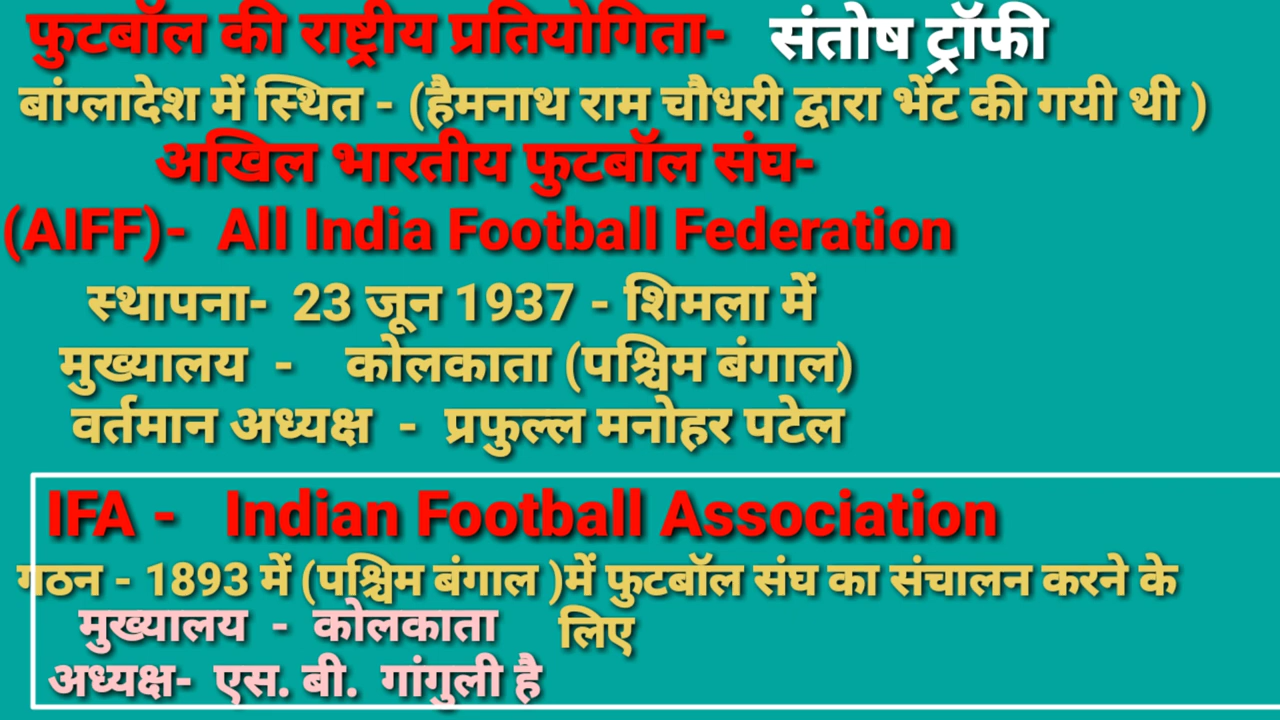 फुटबॉल की राष्ट्रीय प्रतियोगिता- संतोष ट्रॉफी
बांग्लादेश में स्थित - (हैमनाथ राम चौधरी द्वारा भेंट की गयी थी )
अखिल भारतीय फुटबॉल संघ-
(AIFF)- All India Football Federation
स्थापना- 23 जून 1937 - शिमला में
मुख्यालय - कोलकाता (पश्चिम बंगाल)
वर्तमान अध्यक्ष - प्रफुल्ल मनोहर पटेल
IFA - Indian Football Association
गठन - 1893 में (पश्चिम बंगाल )में फुटबॉल संघ का संचालन करने के
लिए
मुख्यालय - कोलकाता
अध्यक्ष- एस. बी. गांगुली है